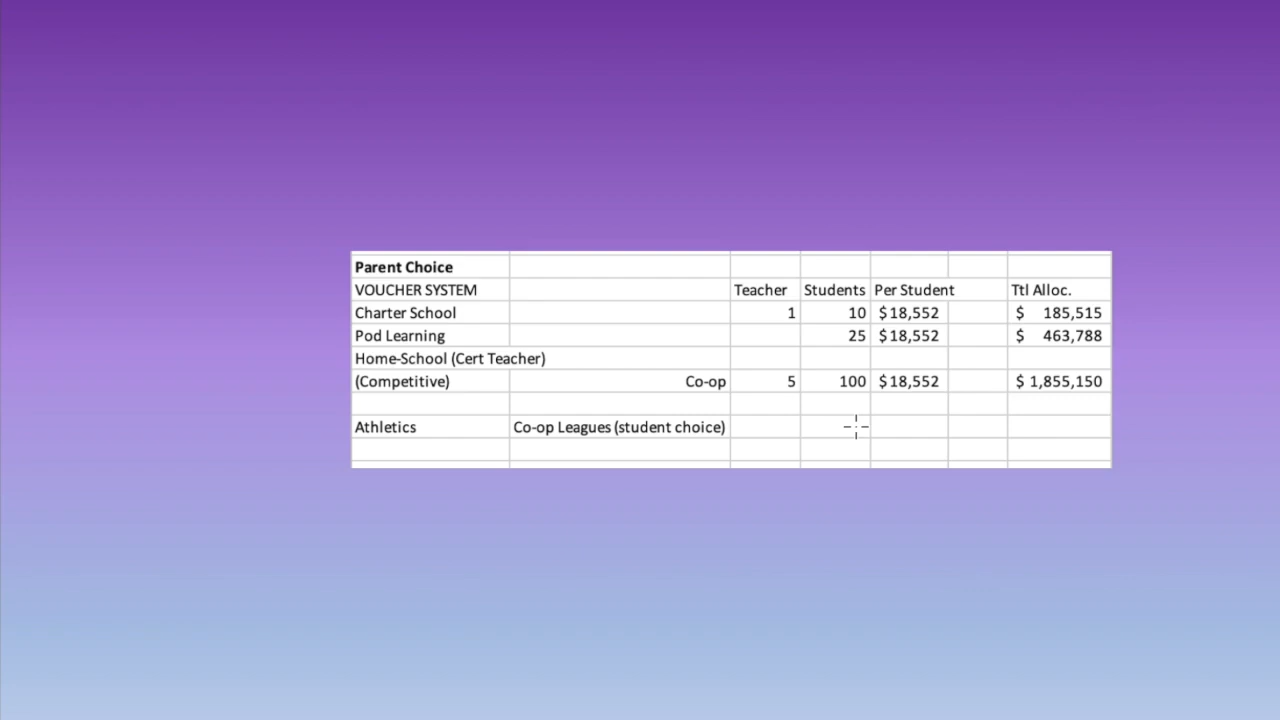 Parent Choice
VOUCHER SYSTEM Teacher Students Per Student Ttl Alloc.
Charter School 1 10 $18,552 $ 185,515
Pod Learning 25 $18,552 $ 463,788
Home-School (Cert Teacher)
(Competitive) Co-op 5 100 $18,552 $ 1,855,150
Athletics Co-op Leagues (student choice)